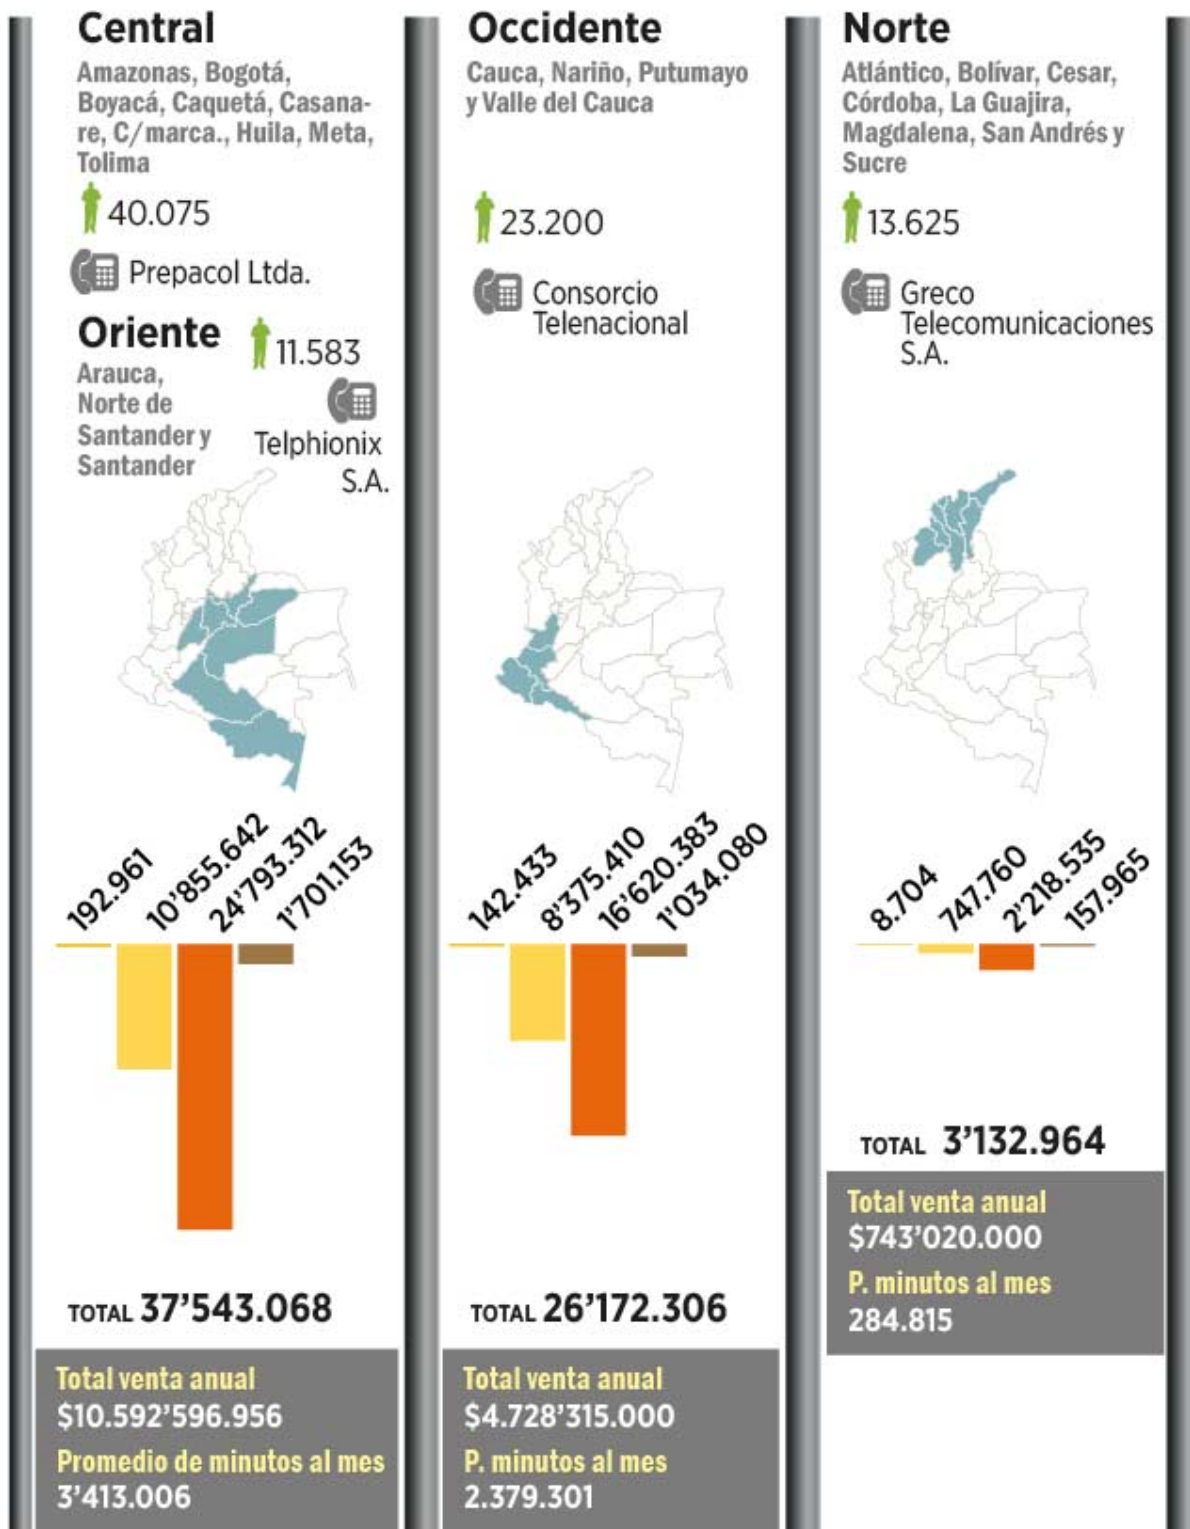 Central
Amazonas, Bogotá,
Boyacá, Caquetá, Casana-
re, C/marca., Huila, Meta,
Tolima
40.075
Prepacol Ltda.
Oriente
11.583
Arauca,
Norte de
Santander y
Santander
Telphionix
S.A.
192.961
10’855.642
24’793.312
1’701.153
TOTAL 37’543.068
Total venta anual
$10.592’596.956
Promedio de minutos al mes
3’413.006
Occidente
Cauca, Nariño, Putumayo
y Valle del Cauca
23.200
Consorcio
Telenacional
142.433
8’375.410
16’620.383
1’034.080
TOTAL 26’172.306
Total venta anual
$4.728’315.000
P. minutos al mes
2.379.301
Norte
Atlántico, Bolívar, Cesar,
Córdoba, La Guajira,
Magdalena, San Andrés y
Sucre
13.625
Greco
Telecomunicaciones
S.A.
8.704
747.760
2’218.535
157.965
TOTAL 3’132.964
Total venta anual
$743’020.000
P. minutos al mes
284.815